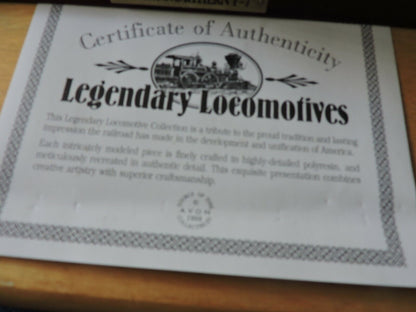 Certificate of Authenticity
Legendary Locomotives
This Legendary Locomotive Collection is a tribute to the proud tradition and lasting
impression the railroad has made in the development and unification of America.
Each intricately modeled piece is finely crafted in highly-detailed polyresin, and
meticulously recreated in authentic detail. This exquisite presentation combines
creative artistry with superior craftsmanship.
AVON